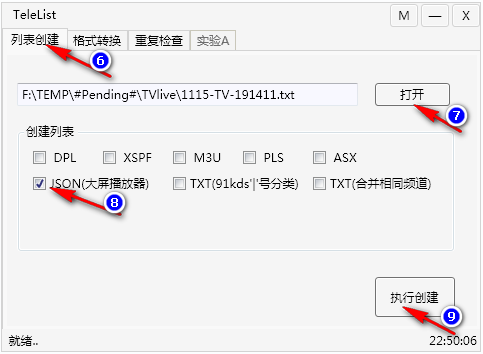 TeleList M — X
列表创建 格式转换 重复检查 实验A
6
F:\TEMP\#Pending#\TVlive\1115-TV-191411.txt 打开
7
创建列表
DPL XSPF M3U PLS ASX
JSON(大屏播放器) TXT(91kds'|'号分类) TXT(合并相同频道)
8
执行创建
9
就绪.. 22:50:06